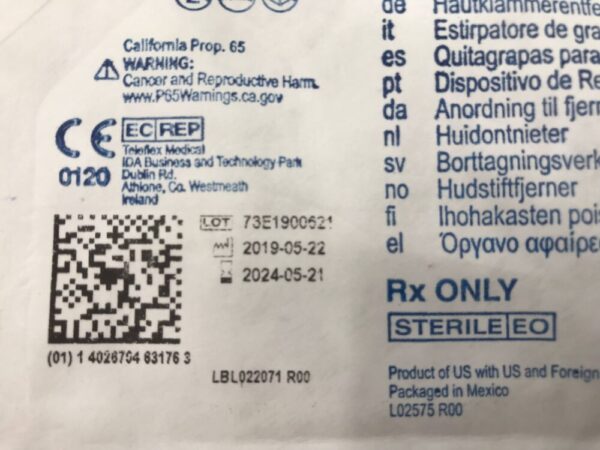 California Prop. 65
WARNING:
Cancer and Reproductive Harm.
www.P65Warnings.ca.gov
CE
0120
EC REP
Teleflex Medical
IDA Business and Technology Park
Dublin Rd.
Athlone, Co. Westmeath
Ireland
LOT 73E1900521
2019-05-22
2024-05-21
(01) 1 4026704 63176 3
LBL022071 R00
de Hautklammerentfe
it Estirpatore de gra
es Quitagrapas para
pt Dispositivo de Re
da Anordning til fjern
nl Huidontnieter
sv Borttagningsverk
no Hudstiftfjerner
fi Ihohakasten pois
el Όργανο αφαίρε
Rx ONLY
STERILE EO
Product of US with US and Foreign
Packaged in Mexico
L02575 R00